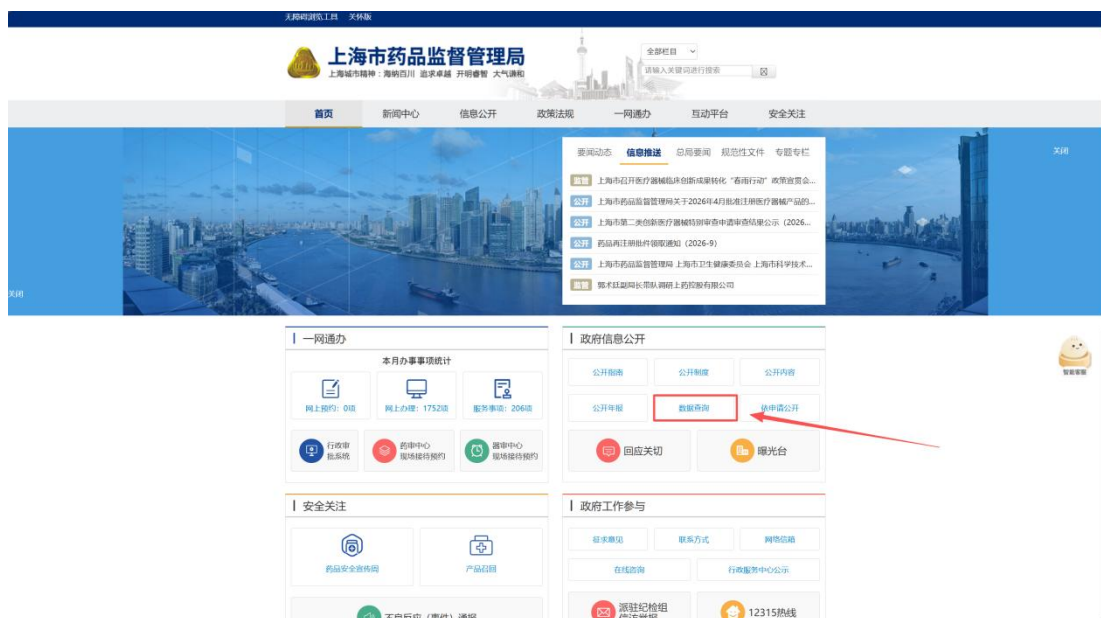 无障碍浏览工具 关怀版
上海市药品监督管理局
上海城市精神：海纳百川 追求卓越 开明睿智 大气谦和
全部栏目
请输入关键词进行搜索
首页 新闻中心 信息公开 政策法规 一网通办 互动平台 安全关注
要闻动态 信息推送 总局要闻 规范性文件 专题专栏
关闭
监管 上海市召开医疗器械临床创新成果转化“春雨行动”政策宣贯会...
公开 上海市药品监督管理局关于2026年4月批准注册医疗器械产品的...
公开 上海市第二类创新医疗器械特别审查申请审查结果公示（2026...
公开 药品再注册批件领取通知（2026-9）
公开 上海市药品监督管理局 上海市卫生健康委员会 上海市科学技术...
监管 郭术廷副局长带队调研上药控股有限公司
关闭
一网通办
本月办事事项统计
网上预约：0项 网上办理：1752项 服务事项：206项
行政审批系统
药审中心
现场接待预约
器审中心
现场接待预约
政府信息公开
公开指南 公开制度 公开内容
公开年报 数据查询 依申请公开
回应关切 曝光台
智能客服
安全关注
药品安全宣传周 产品召回
不良反应（事件）通报
政府工作参与
征求意见 联系方式 网络信箱
在线咨询 行政服务中心公示
派驻纪检组
信访举报
12315热线